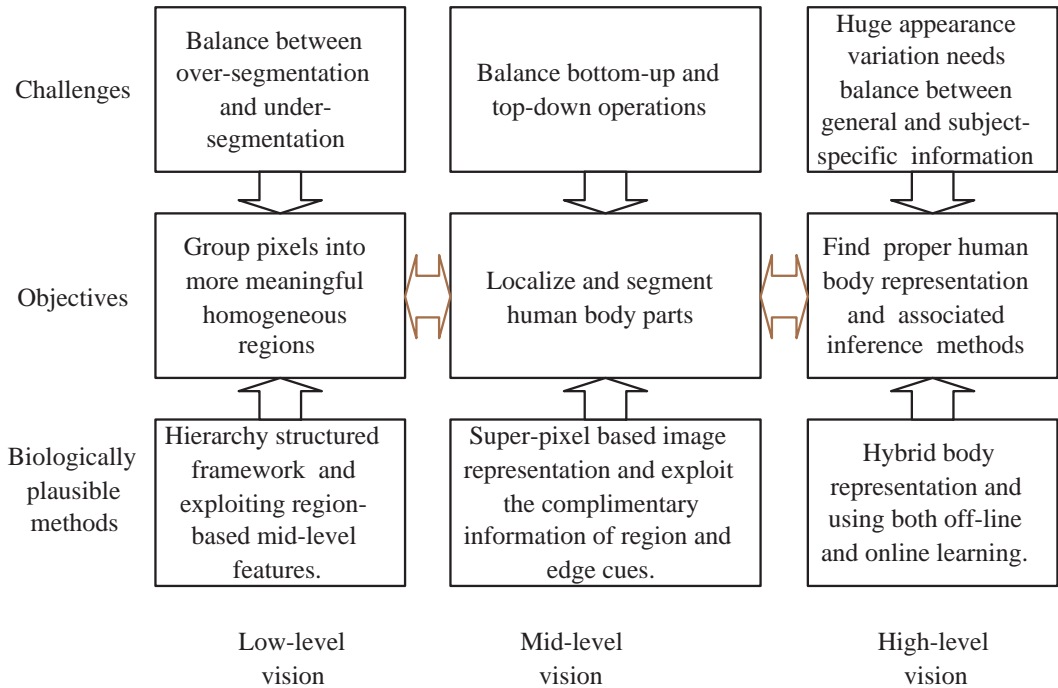 Challenges
Balance between
over-segmentation
and under-
segmentation
Balance bottom-up and
top-down operations
Huge appearance
variation needs
balance between
general and subject-
specific information
Objectives
Group pixels into
more meaningful
homogeneous
regions
Localize and segment
human body parts
Find proper human
body representation
and associated
inference methods
Biologically
plausible
methods
Hierarchy structured
framework and
exploiting region-
based mid-level
features.
Super-pixel based image
representation and exploit
the complimentary
information of region and
edge cues.
Hybrid body
representation and
using both off-line
and online learning.
Low-level
vision
Mid-level
vision
High-level
vision